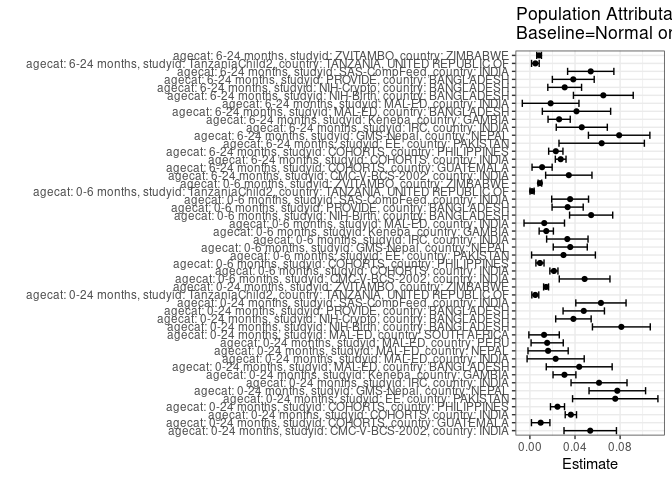 Population Attributa
Baseline=Normal or
agecat: 6-24 months, studyid: ZVITAMBO, country: ZIMBABWE
agecat: 6-24 months, studyid: TanzaniaChild2, country: TANZANIA, UNITED REPUBLIC OF
agecat: 6-24 months, studyid: SAS-CompFeed, country: INDIA
agecat: 6-24 months, studyid: PROVIDE, country: BANGLADESH
agecat: 6-24 months, studyid: NIH-Crypto, country: BANGLADESH
agecat: 6-24 months, studyid: NIH-Birth, country: BANGLADESH
agecat: 6-24 months, studyid: MAL-ED, country: INDIA
agecat: 6-24 months, studyid: MAL-ED, country: BANGLADESH
agecat: 6-24 months, studyid: Keneba, country: GAMBIA
agecat: 6-24 months, studyid: IRC, country: INDIA
agecat: 6-24 months, studyid: GMS-Nepal, country: NEPAL
agecat: 6-24 months, studyid: EE, country: PAKISTAN
agecat: 6-24 months, studyid: COHORTS, country: PHILIPPINES
agecat: 6-24 months, studyid: COHORTS, country: INDIA
agecat: 6-24 months, studyid: COHORTS, country: GUATEMALA
agecat: 6-24 months, studyid: CMC-V-BCS-2002, country: INDIA
agecat: 0-6 months, studyid: ZVITAMBO, country: ZIMBABWE
agecat: 0-6 months, studyid: TanzaniaChild2, country: TANZANIA, UNITED REPUBLIC OF
agecat: 0-6 months, studyid: SAS-CompFeed, country: INDIA
agecat: 0-6 months, studyid: PROVIDE, country: BANGLADESH
agecat: 0-6 months, studyid: NIH-Birth, country: BANGLADESH
agecat: 0-6 months, studyid: MAL-ED, country: INDIA
agecat: 0-6 months, studyid: Keneba, country: GAMBIA
agecat: 0-6 months, studyid: IRC, country: INDIA
agecat: 0-6 months, studyid: GMS-Nepal, country: NEPAL
agecat: 0-6 months, studyid: EE, country: PAKISTAN
agecat: 0-6 months, studyid: COHORTS, country: PHILIPPINES
agecat: 0-6 months, studyid: COHORTS, country: INDIA
agecat: 0-6 months, studyid: CMC-V-BCS-2002, country: INDIA
agecat: 0-24 months, studyid: ZVITAMBO, country: ZIMBABWE
agecat: 0-24 months, studyid: TanzaniaChild2, country: TANZANIA, UNITED REPUBLIC OF
agecat: 0-24 months, studyid: SAS-CompFeed, country: INDIA
agecat: 0-24 months, studyid: PROVIDE, country: BANGLADESH
agecat: 0-24 months, studyid: NIH-Crypto, country: BANGLADESH
agecat: 0-24 months, studyid: NIH-Birth, country: BANGLADESH
agecat: 0-24 months, studyid: MAL-ED, country: SOUTH AFRICA
agecat: 0-24 months, studyid: MAL-ED, country: PERU
agecat: 0-24 months, studyid: MAL-ED, country: NEPAL
agecat: 0-24 months, studyid: MAL-ED, country: INDIA
agecat: 0-24 months, studyid: MAL-ED, country: BANGLADESH
agecat: 0-24 months, studyid: Keneba, country: GAMBIA
agecat: 0-24 months, studyid: IRC, country: INDIA
agecat: 0-24 months, studyid: GMS-Nepal, country: NEPAL
agecat: 0-24 months, studyid: EE, country: PAKISTAN
agecat: 0-24 months, studyid: COHORTS, country: PHILIPPINES
agecat: 0-24 months, studyid: COHORTS, country: INDIA
agecat: 0-24 months, studyid: COHORTS, country: GUATEMALA
agecat: 0-24 months, studyid: CMC-V-BCS-2002, country: INDIA
0.00 0.04 0.08
Estimate